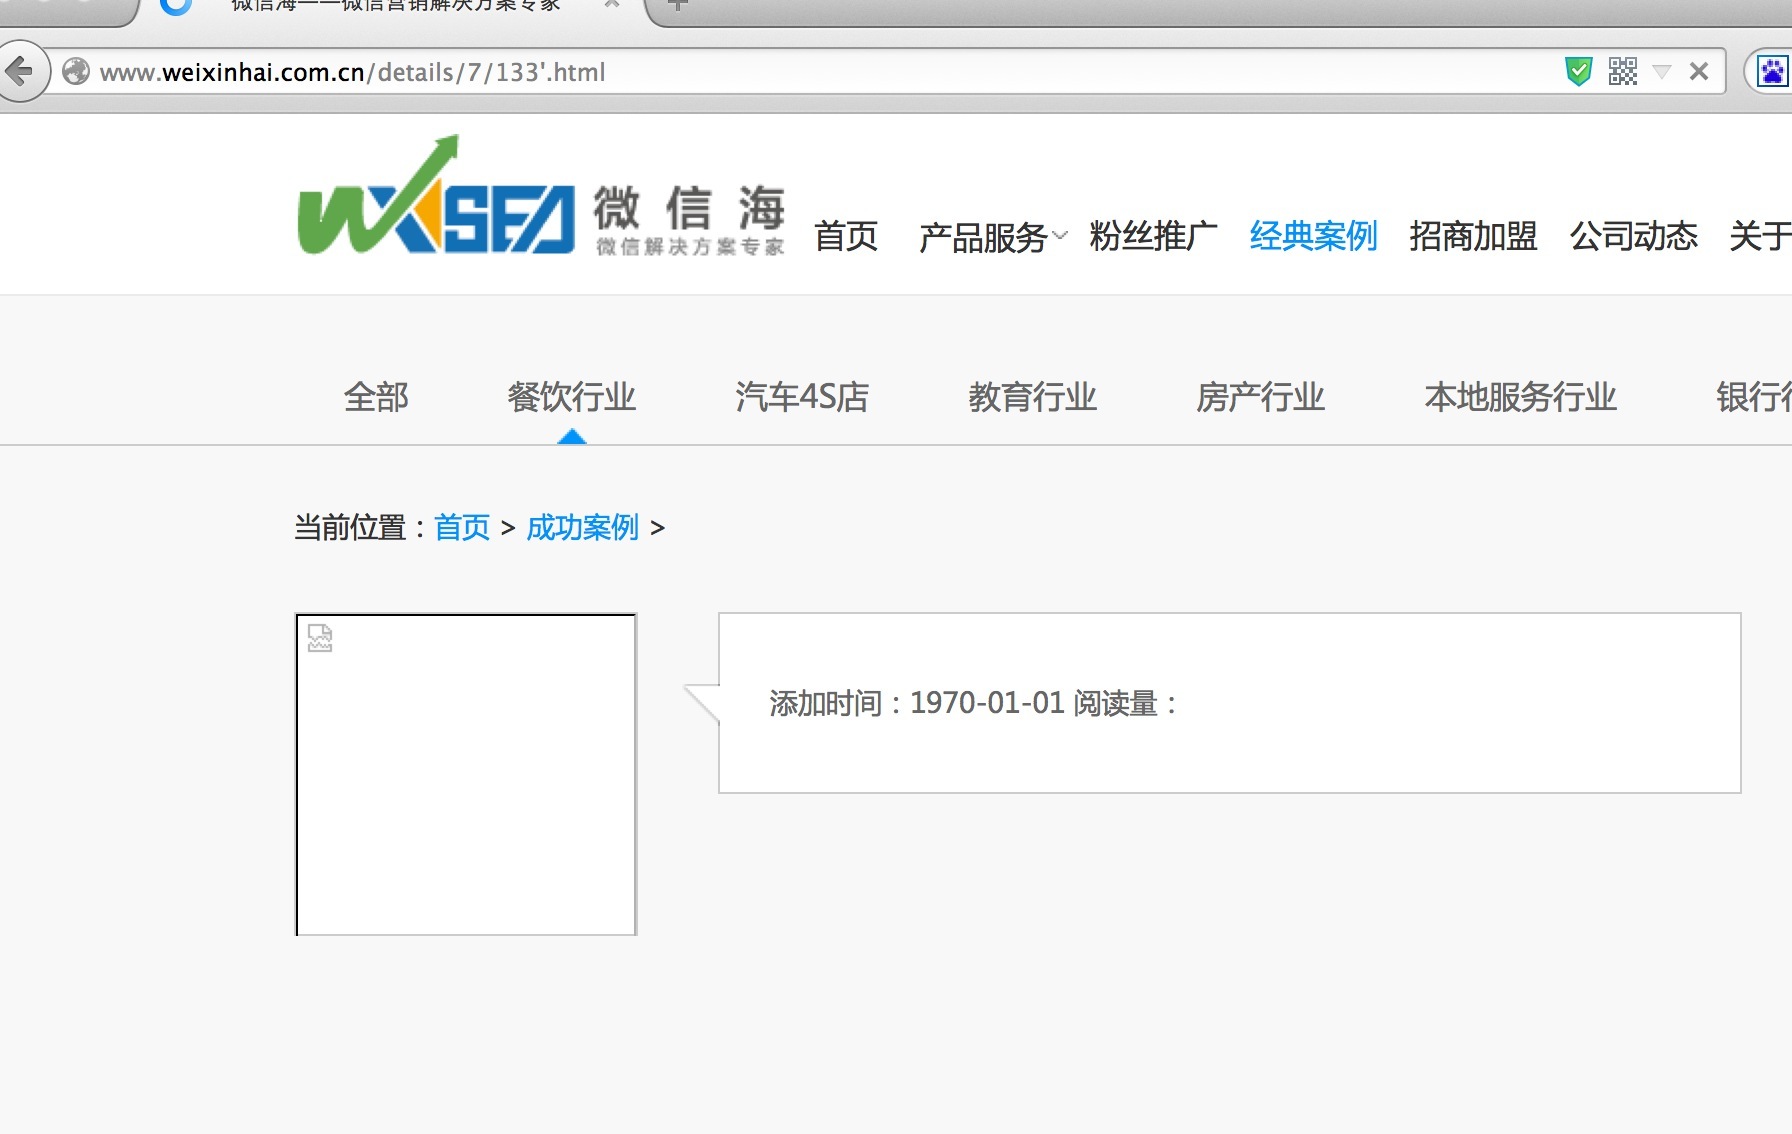 微信海——微信营销解决方案专家
www.weixinhai.com.cn/details/7/133'.html
WXSEA 微信海
微信解决方案专家
首页 产品服务 粉丝推广 经典案例 招商加盟 公司动态 关于
全部 餐饮行业 汽车4S店 教育行业 房产行业 本地服务行业 银行行
当前位置：首页 > 成功案例 >
添加时间：1970-01-01 阅读量：